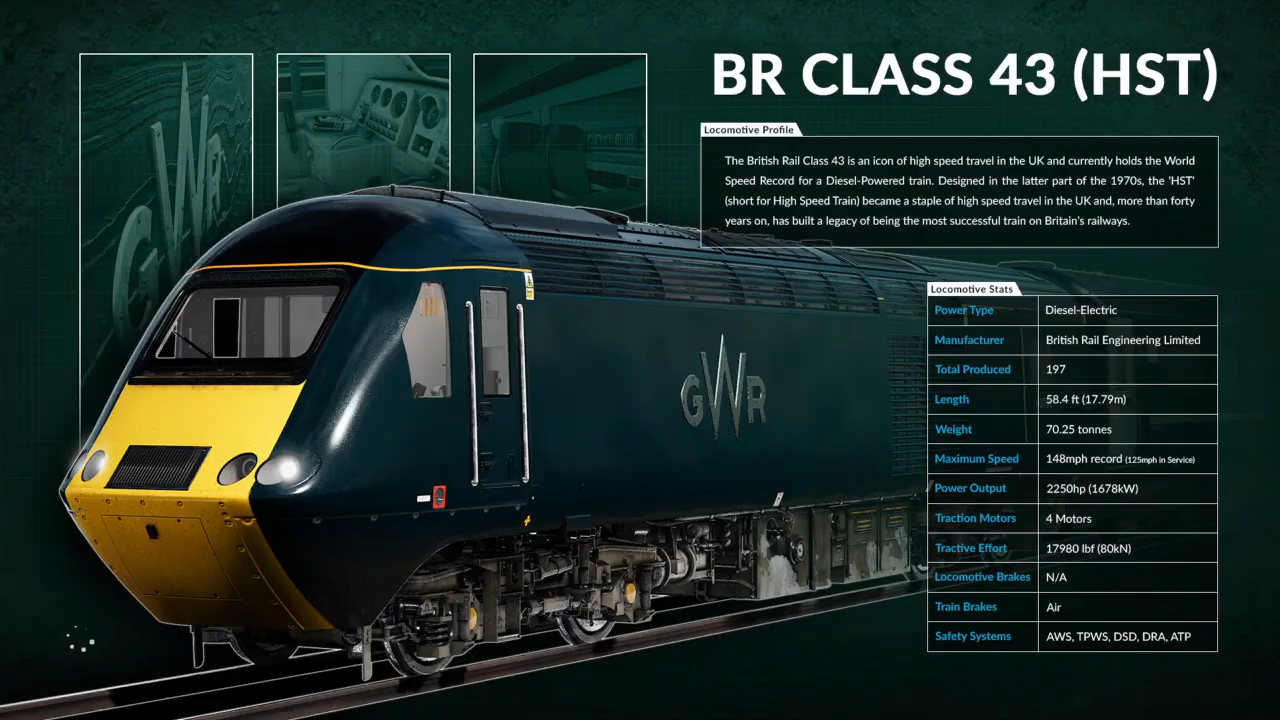 BR CLASS 43 (HST)
Locomotive Profile
The British Rail Class 43 is an icon of high speed travel in the UK and currently holds the World
Speed Record for a Diesel-Powered train. Designed in the latter part of the 1970s, the 'HST'
(short for High Speed Train) became a staple of high speed travel in the UK and, more than forty
years on, has built a legacy of being the most successful train on Britain's railways.
GWR
GWR
Locomotive Stats
Power Type Diesel-Electric
Manufacturer British Rail Engineering Limited
Total Produced 197
Length 58.4 ft (17.79m)
Weight 70.25 tonnes
Maximum Speed 148mph record (125mph in Service)
Power Output 2250hp (1678kW)
Traction Motors 4 Motors
Tractive Effort 17980 lbf (80kN)
Locomotive Brakes N/A
Train Brakes Air
Safety Systems AWS, TPWS, DSD, DRA, ATP